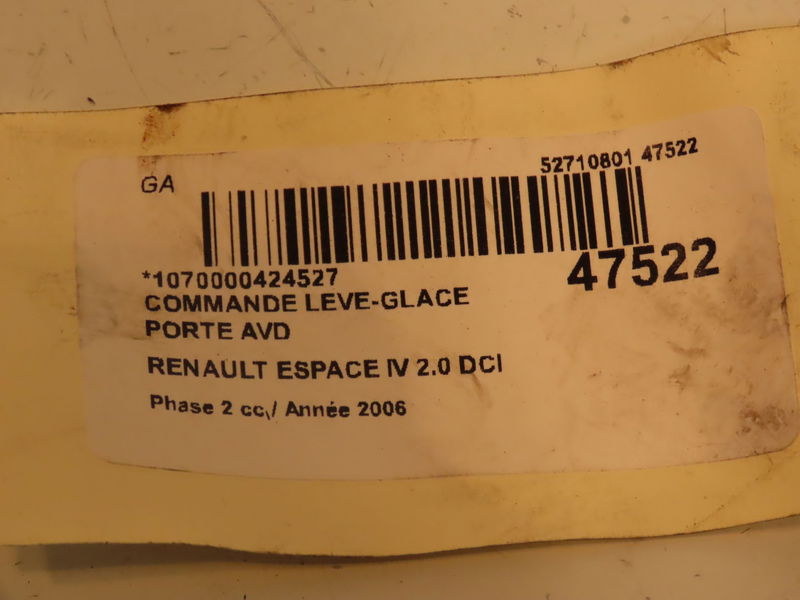 GA
52710801 47522
*1070000424527
47522
COMMANDE LEVE-GLACE
PORTE AVD
RENAULT ESPACE IV 2.0 DCI
Phase 2 cc\/ Année 2006